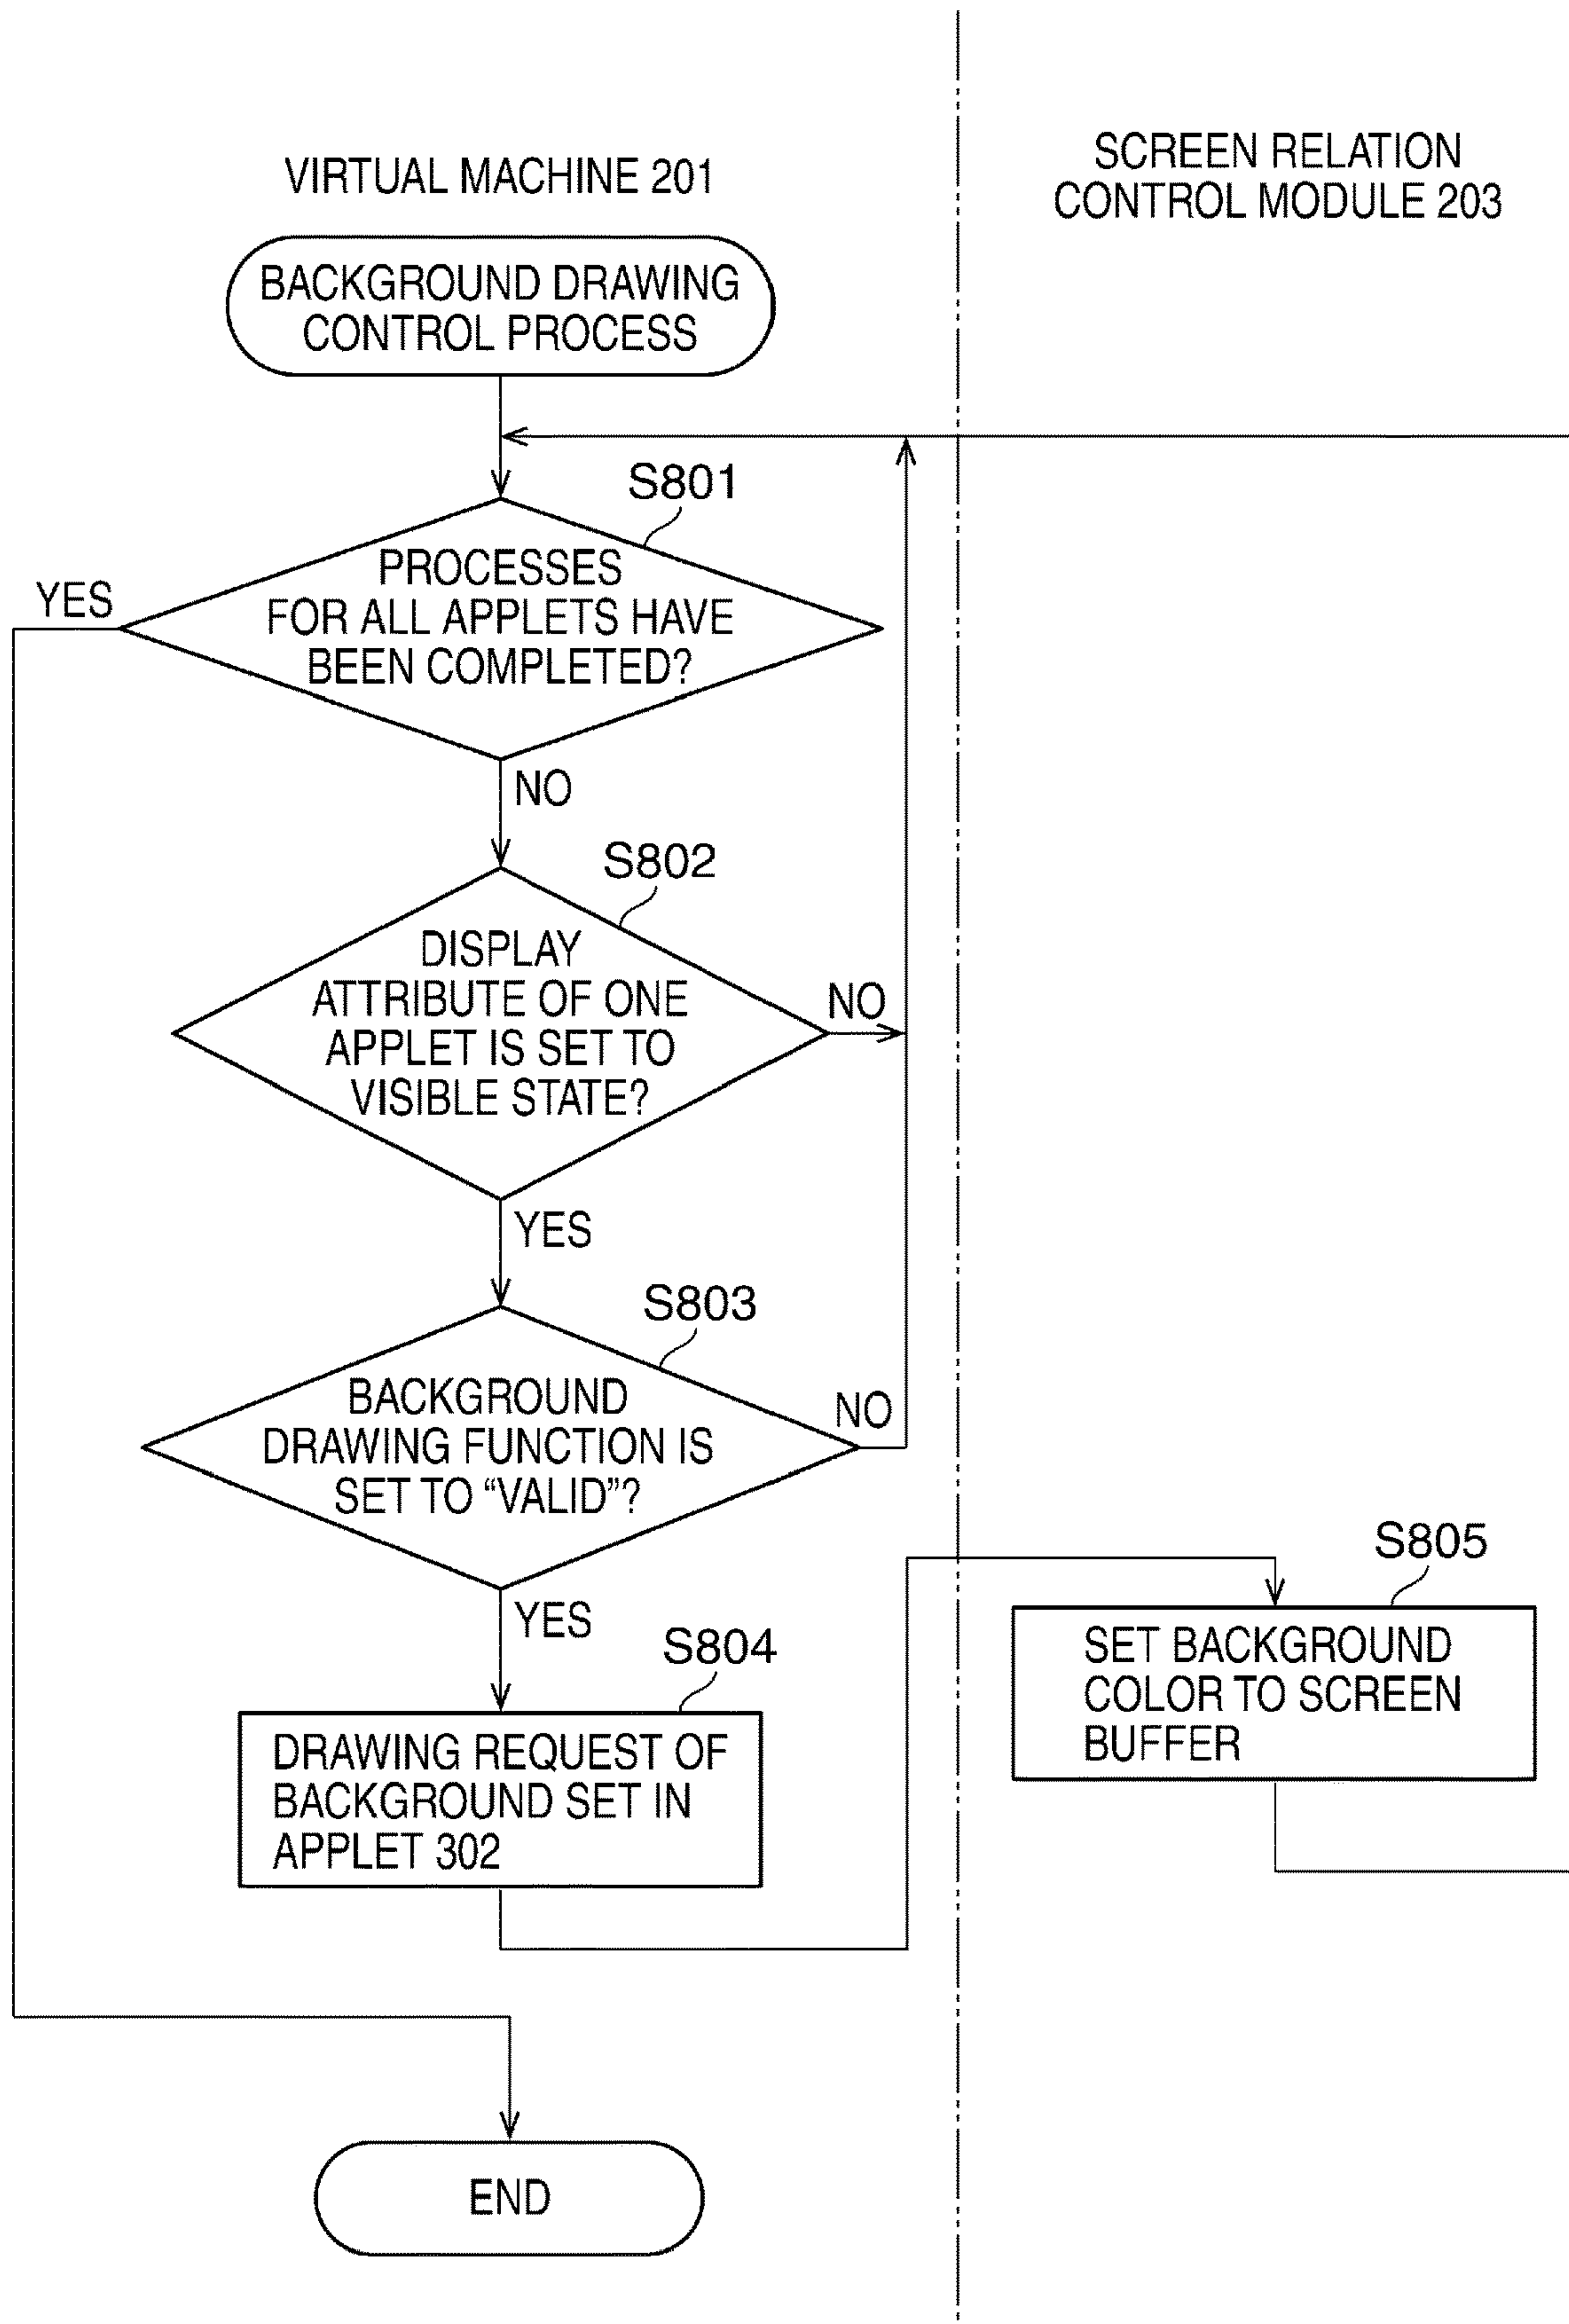 VIRTUAL MACHINE 201
SCREEN RELATION
CONTROL MODULE 203
BACKGROUND DRAWING
CONTROL PROCESS
S801
PROCESSES
FOR ALL APPLETS HAVE
BEEN COMPLETED?
YES
NO
S802
DISPLAY
ATTRIBUTE OF ONE
APPLET IS SET TO
VISIBLE STATE?
NO
YES
S803
BACKGROUND
DRAWING FUNCTION IS
SET TO “VALID”?
NO
YES
S804
DRAWING REQUEST OF
BACKGROUND SET IN
APPLET 302
S805
SET BACKGROUND
COLOR TO SCREEN
BUFFER
END